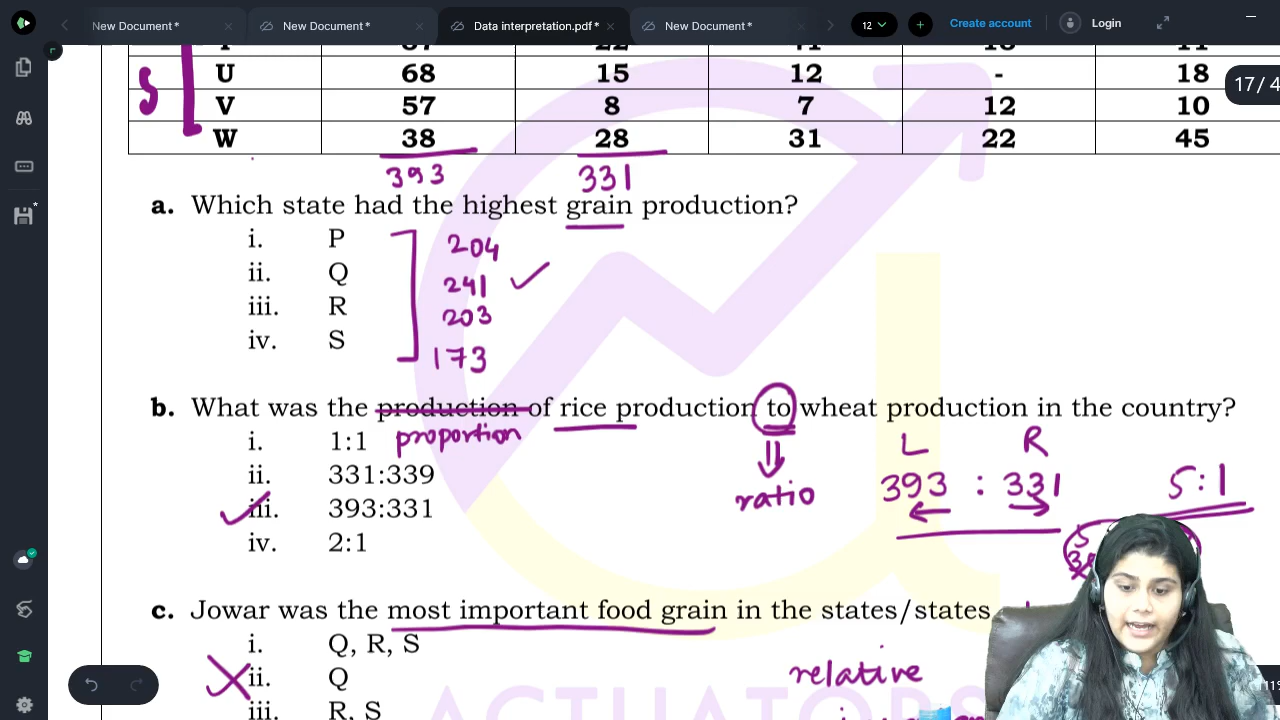 New Document* New Document* Data interpretation.pdf* New Document* 12 Create account Login
U 68 15 12 - 18
V 57 8 7 12 10
W 38 28 31 22 45
17/4
S
393 331
a. Which state had the highest grain production?
i. P 204
ii. Q 241
iii. R 203
iv. S 173
b. What was the production of rice production to wheat production in the country?
proportion
i. 1:1
ii. 331:339
iii. 393:331
iv. 2:1
L R
393 : 331
ratio
5:1
c. Jowar was the most important food grain in the states/states
i. Q, R, S
ii. Q
iii. R, S
relative
ACTUATORS